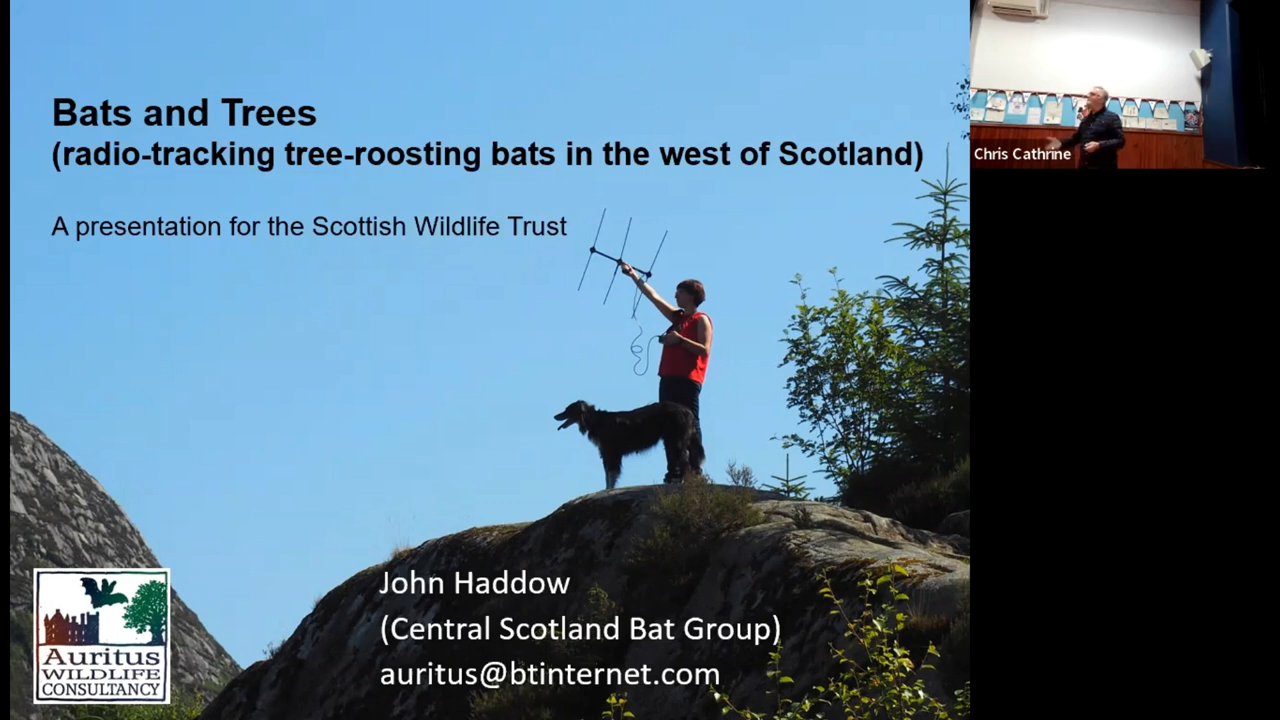 Bats and Trees
(radio-tracking tree-roosting bats in the west of Scotland)
A presentation for the Scottish Wildlife Trust
Chris Cathrine
John Haddow
(Central Scotland Bat Group)
auritus@btinternet.com
Auritus
WILDLIFE
CONSULTANCY